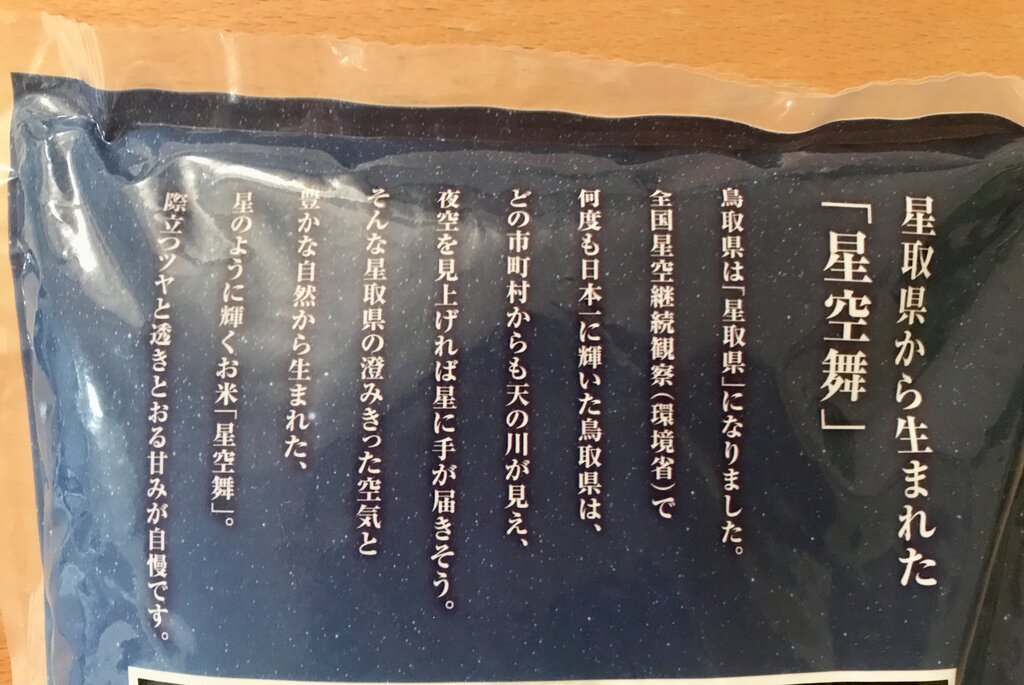 星取県から生まれた
「星空舞」
鳥取県は「星取県」になりました。
全国星空継続観察（環境省）で
何度も日本一に輝いた鳥取県は、
どの市町村からも天の川が見え、
夜空を見上げれば星に手が届きそう。
そんな星取県の澄みきった空気と
豊かな自然から生まれた、
星のように輝くお米「星空舞」。
際立つツヤと透きとおる甘みが自慢です。